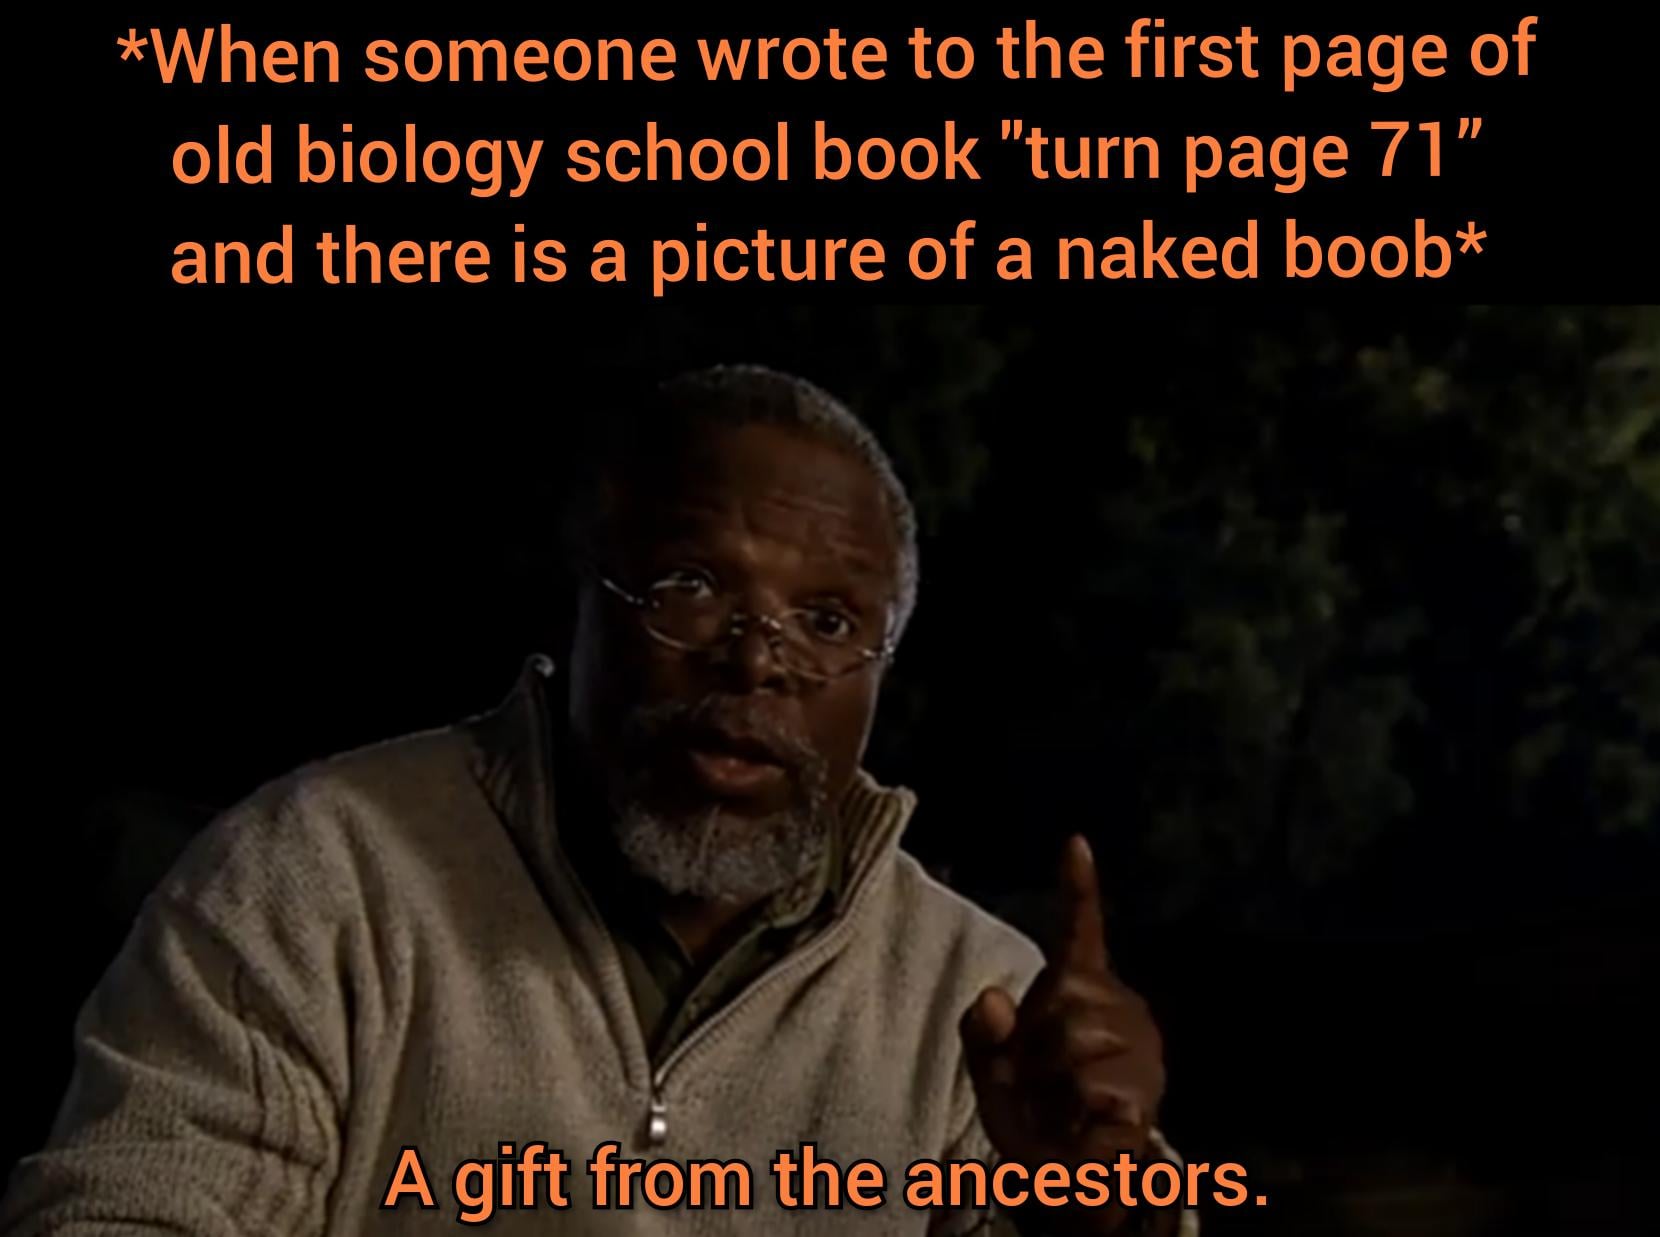 *When someone wrote to the first page of
old biology school book "turn page 71”
and there is a picture of a naked boob*
A gift from the ancestors.